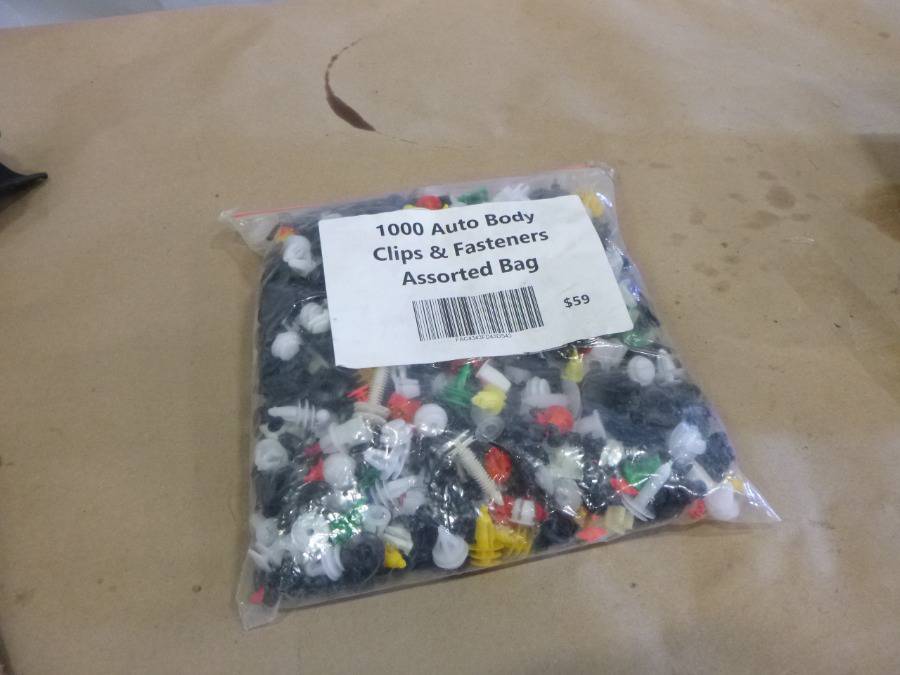 1000 Auto Body
Clips & Fasteners
Assorted Bag
$59